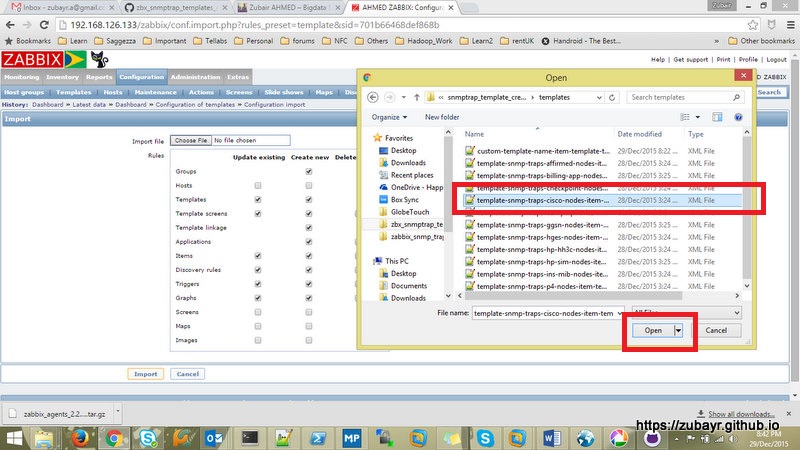 Gmail - Inbox - zubayr.a@gmail.co
zbx_snmptrap_templates_
Zubair AHMED – Bigdata
AHMED ZABBIX: Configu
Zubair
192.168.126.133/zabbix/conf.import.php?rules_preset=template&sid=701b66468def868b
Bookmarks Learn Saggezza Important Tellabs Important Personal forums NFC Others Hadoop_Work Learn2 rentUK Handroid - The Best... » Other bookmarks
ZABBIX
Help | Get support | Print | Profile | Logout
Monitoring Inventory Reports Configuration Administration Extras
ZABBIX
Host groups Templates Hosts Maintenance
Discovery IT services
History: Dashboard » Latest data » Dashboard » Configuration of templates » Configuration import
Import
Import file Choose File No file chosen
Rules
Update existing Create new Delete
Groups
Hosts
Templates
Template screens
Template linkage
Applications
Items
Discovery rules
Triggers
Graphs
Screens
Maps
Images
Import Cancel
Open
« snmptrap_template_cre... templates
Search templates
Organize New folder
Favorites
Desktop
Downloads
Recent places
OneDrive - Happ
Box Sync
GlobeTouch
zbx_snmptrap_te
zabbix_snmp_trap
This PC
Desktop
Documents
Downloads
Name Date modified Type
custom-template-name-item-template-t... 29/Dec/2015 8:22 ... XML File
template-snmp-traps-affirmed-nodes-it... 28/Dec/2015 3:24 ... XML File
template-snmp-traps-billing-app-nodes... 28/Dec/2015 3:24 ... XML File
template-snmp-traps-checkpoint-nodes... 28/Dec/2015 3:24 ... XML File
template-snmp-traps-cisco-nodes-item-... 28/Dec/2015 3:24 ... XML File
template-snmp-traps-ggsn-nodes-item-... 28/Dec/2015 3:24 ... XML File
template-snmp-traps-hges-nodes-item-... 28/Dec/2015 3:24 ... XML File
template-snmp-traps-hp-hh3c-nodes-it... 28/Dec/2015 3:24 ... XML File
template-snmp-traps-hp-sim-nodes-ite... 28/Dec/2015 3:24 ... XML File
template-snmp-traps-ins-mib-nodes-it... 28/Dec/2015 3:24 ... XML File
template-snmp-traps-p4-nodes-item-te... 28/Dec/2015 3:24 ... XML File
File name: template-snmp-traps-cisco-nodes-item-tem All Files
Open Cancel
zabbix_agents_2.2.....tar.gz
Show all downloads...
https://zubayr.github.io
8:42 PM
29/Dec/2015